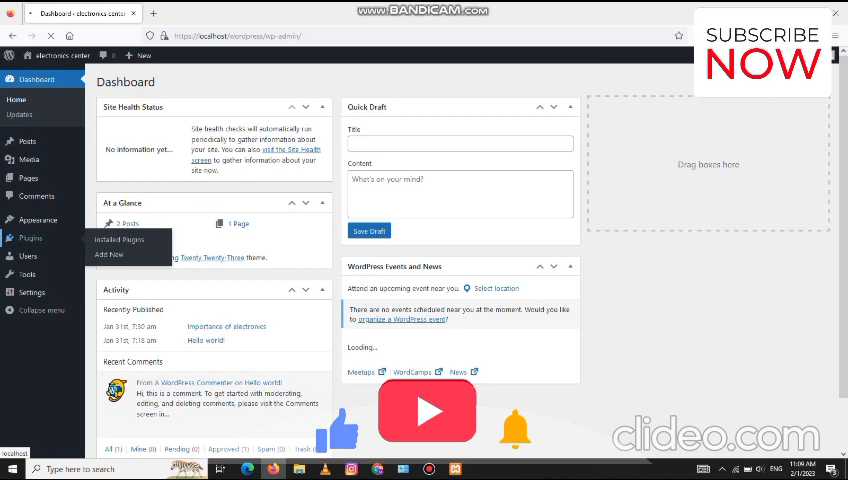 Dashboard ‹ electronics center
www.BANDICAM.com
https://localhost/wordpress/wp-admin/
SUBSCRIBE
NOW
electronics center
0
New
Dashboard
Home
Updates
Posts
Media
Pages
Comments
Appearance
Plugins
Installed Plugins
Add New
Users
Tools
Settings
Collapse menu
Dashboard
Site Health Status
No information yet...
Site health checks will automatically run
periodically to gather information about
your site. You can also visit the Site Health
screen to gather information about your
site now.
At a Glance
2 Posts
1 Page
Twenty Twenty-Three theme.
Activity
Recently Published
Jan 31st, 7:30 am
Importance of electronics
Jan 31st, 7:18 am
Hello world!
Recent Comments
From A WordPress Commenter on Hello world!
Hi, this is a comment. To get started with moderating,
editing, and deleting comments, please visit the Comments
screen in...
All (1) | Mine (0) | Pending (0) | Approved (1) | Spam (0) | Trash
Quick Draft
Title
Content
What's on your mind?
Save Draft
WordPress Events and News
Attend an upcoming event near you.
Select location
There are no events scheduled near you at the moment. Would you like
to organize a WordPress event?
Loading...
Meetups
WordCamps
News
Drag boxes here
clideo.com
localhost
Type here to search
ENG
11:09 AM
2/1/2023
3